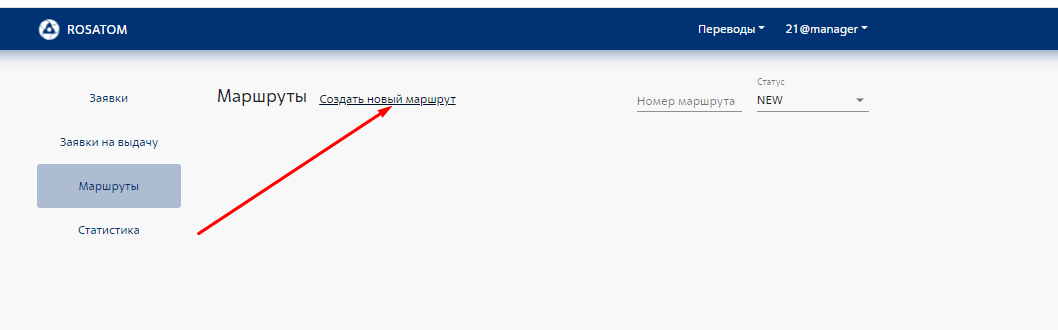 ROSATOM
Переводы
21@manager
Заявки
Заявки на выдачу
Маршруты
Статистика
Маршруты
Создать новый маршрут
Номер маршрута
Статус
NEW